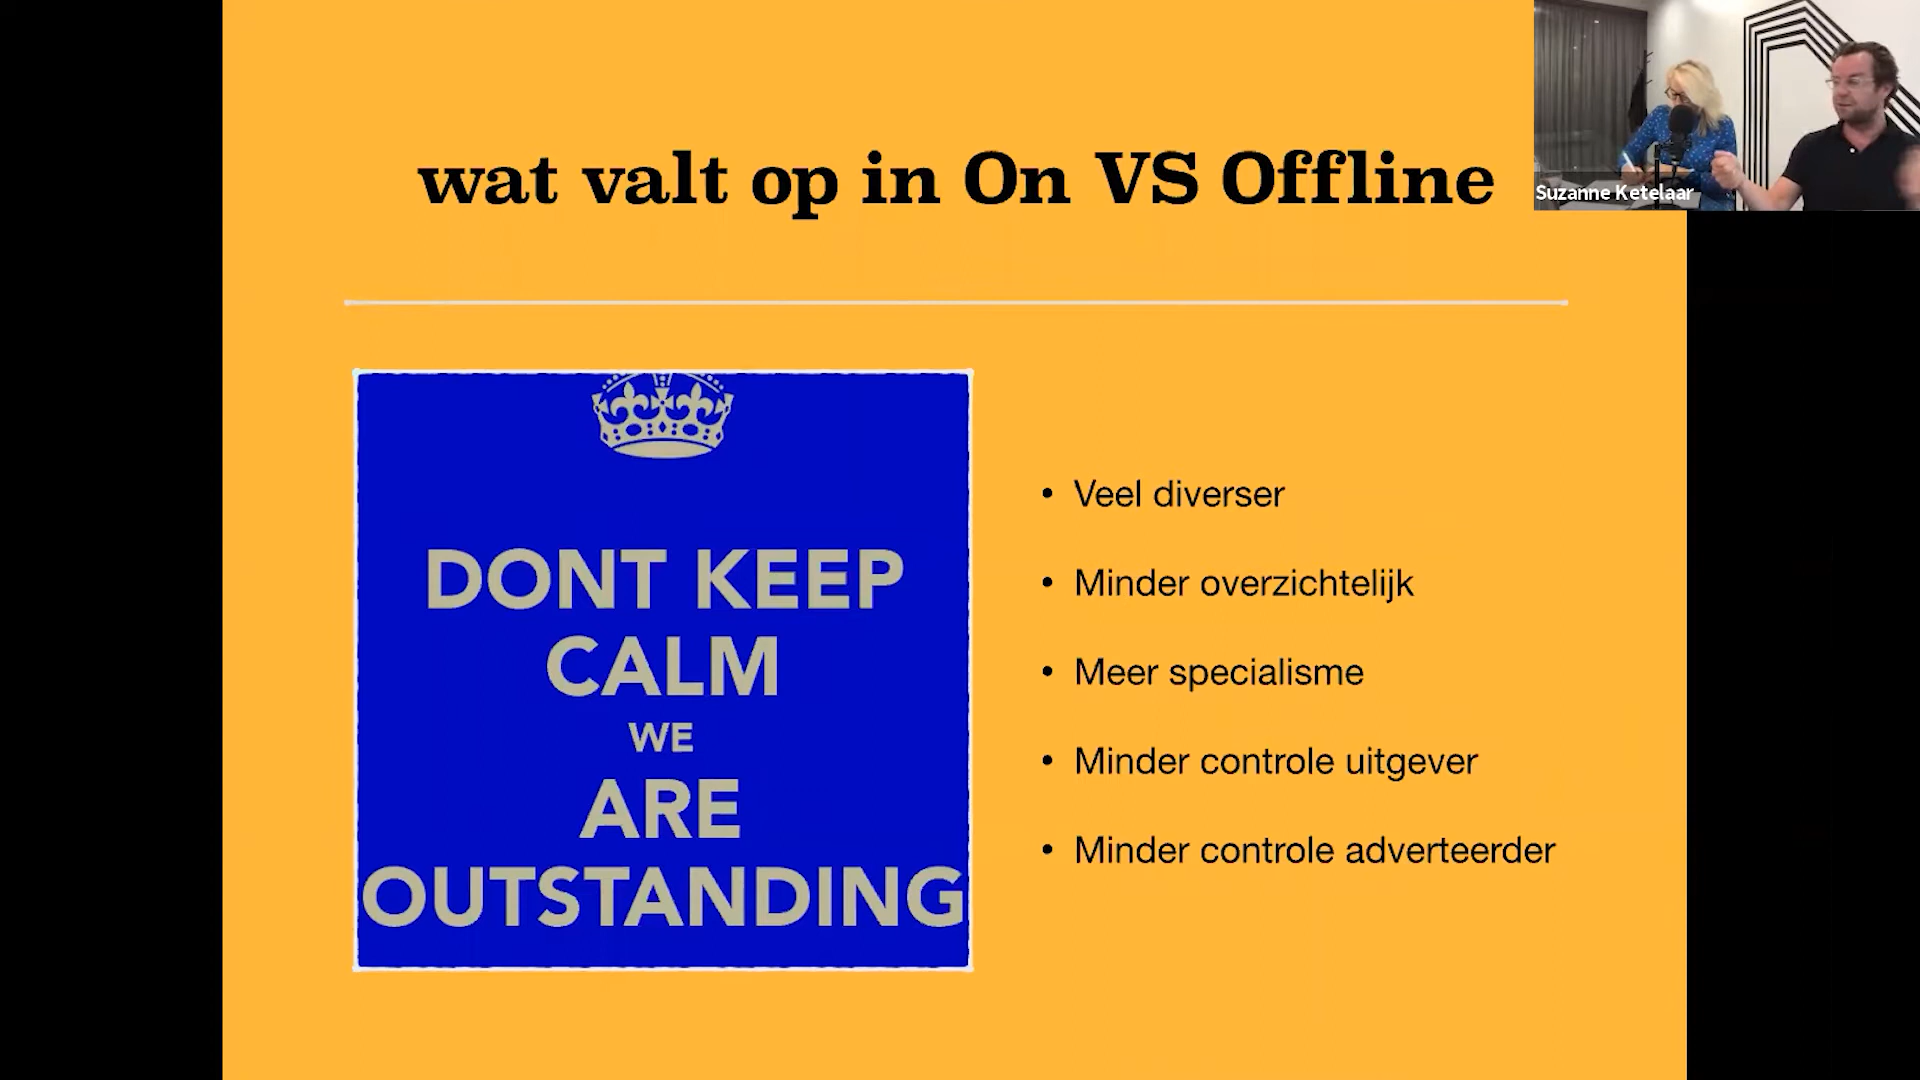 wat valt op in On VS Offline
Suzanne Ketelaar
DONT KEEP
CALM
WE
ARE
OUTSTANDING
• Veel diverser
• Minder overzichtelijk
• Meer specialisme
• Minder controle uitgever
• Minder controle adverteerder